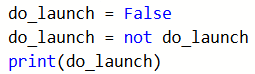 do_launch = False
do_launch = not do_launch
print(do_launch)